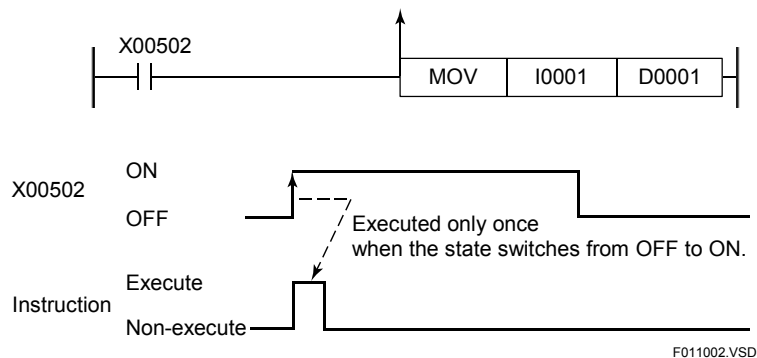 X00502
MOV I0001 D0001
X00502
ON
OFF
Executed only once
when the state switches from OFF to ON.
Instruction
Execute
Non-execute
F011002.VSD